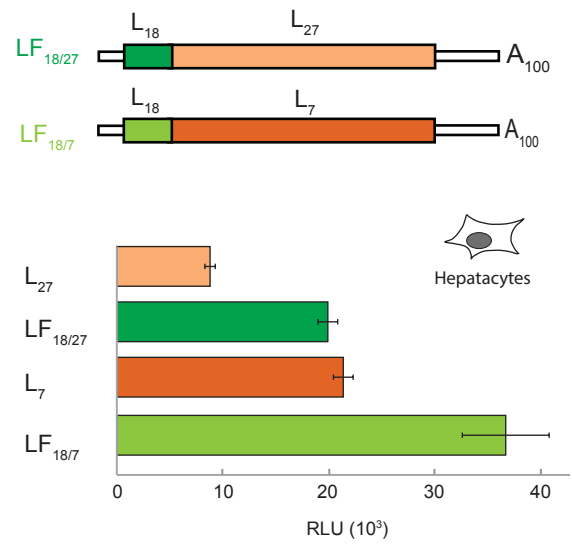 L₁₈ L₂₇
LF₁₈/₂₇ A₁₀₀
L₁₈ L₇
LF₁₈/₇ A₁₀₀
Hepatacytes
L₂₇
LF₁₈/₂₇
L₇
LF₁₈/₇
0 10 20 30 40
RLU (10³)